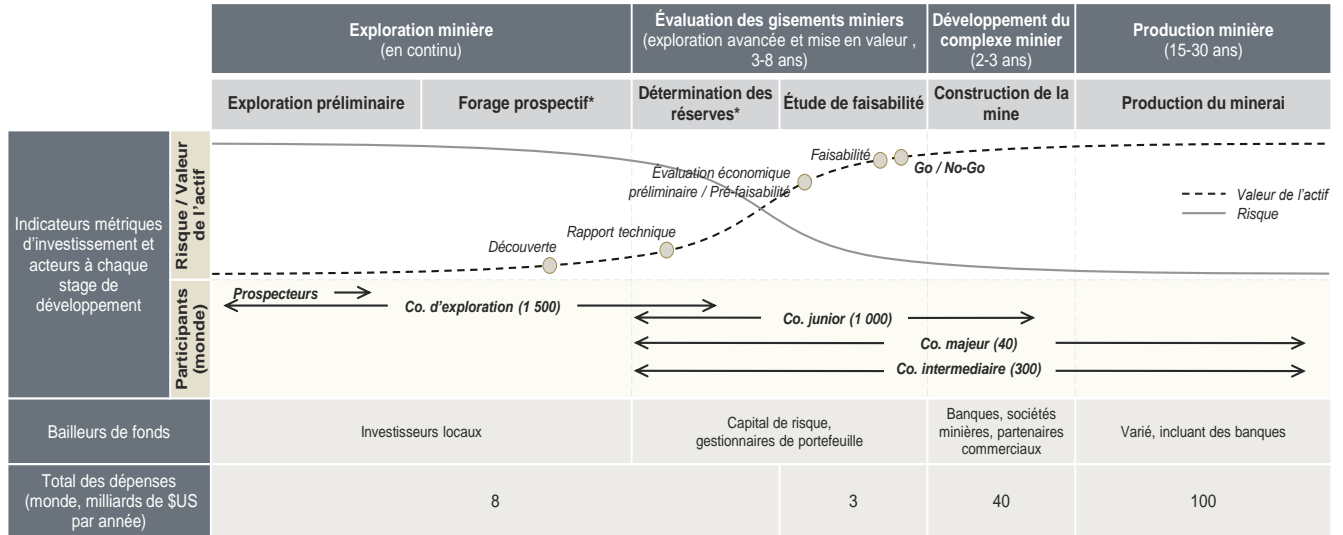 Exploration minière
(en continu)
Évaluation des gisements miniers
(exploration avancée et mise en valeur ,
3-8 ans)
Développement du
complexe minier
(2-3 ans)
Production minière
(15-30 ans)
Exploration préliminaire
Forage prospectif*
Détermination des
réserves*
Étude de faisabilité
Construction de la
mine
Production du minerai
Indicateurs métriques
d'investissement et
acteurs à chaque
stage de
développement
Risque / Valeur
de l'actif
Découverte
Rapport technique
Évaluation économique
préliminaire / Pré-faisabilité
Faisabilité
Go / No-Go
Valeur de l'actif
Risque
Participants
(monde)
Prospecteurs
Co. d'exploration (1 500)
Co. junior (1 000)
Co. majeur (40)
Co. intermediaire (300)
Bailleurs de fonds
Investisseurs locaux
Capital de risque,
gestionnaires de portefeuille
Banques, sociétés
minières, partenaires
commerciaux
Varié, incluant des banques
Total des dépenses
(monde, milliards de $US
par année)
8
3
40
100